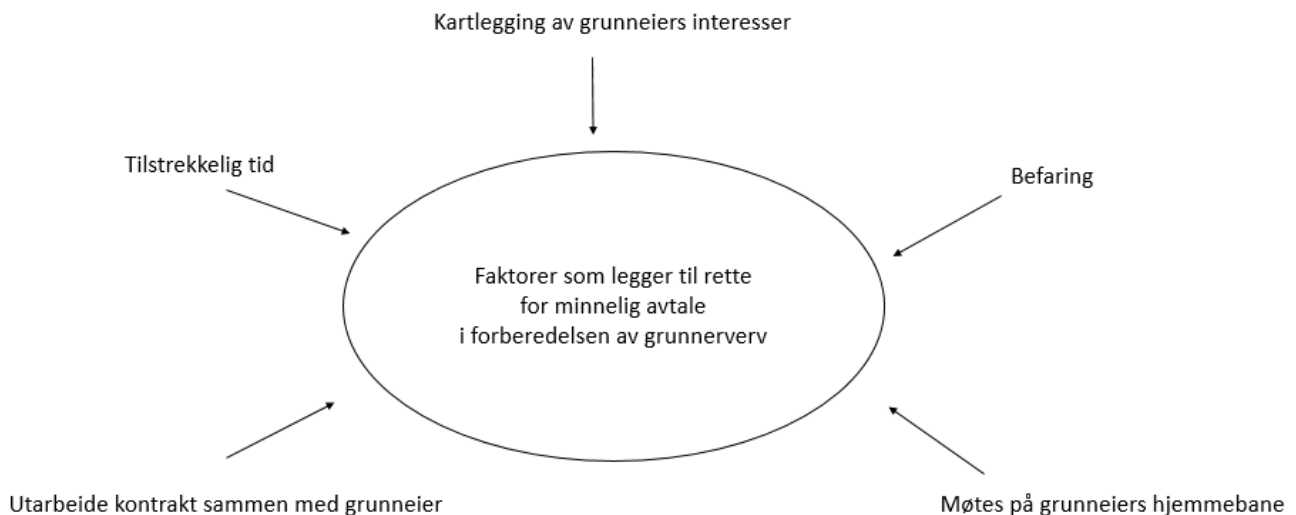 Kartlegging av grunneiers interesser
Tilstrekkelig tid
Befaring
Faktorer som legger til rette
for minnelig avtale
i forberedelsen av grunnerverv
Utarbeide kontrakt sammen med grunneier
Møtes på grunneiers hjemmebane